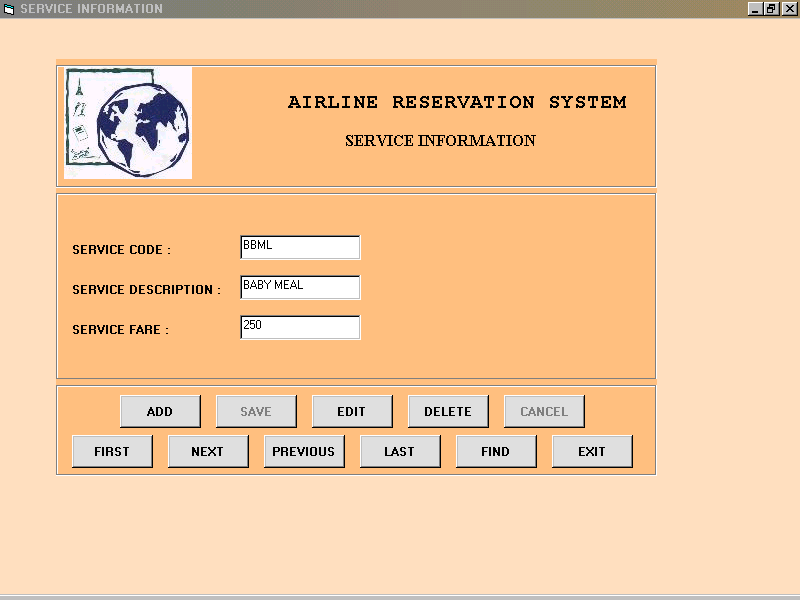 SERVICE INFORMATION
AIRLINE RESERVATION SYSTEM
SERVICE INFORMATION
SERVICE CODE : BBML
SERVICE DESCRIPTION : BABY MEAL
SERVICE FARE : 250
ADD SAVE EDIT DELETE CANCEL
FIRST NEXT PREVIOUS LAST FIND EXIT